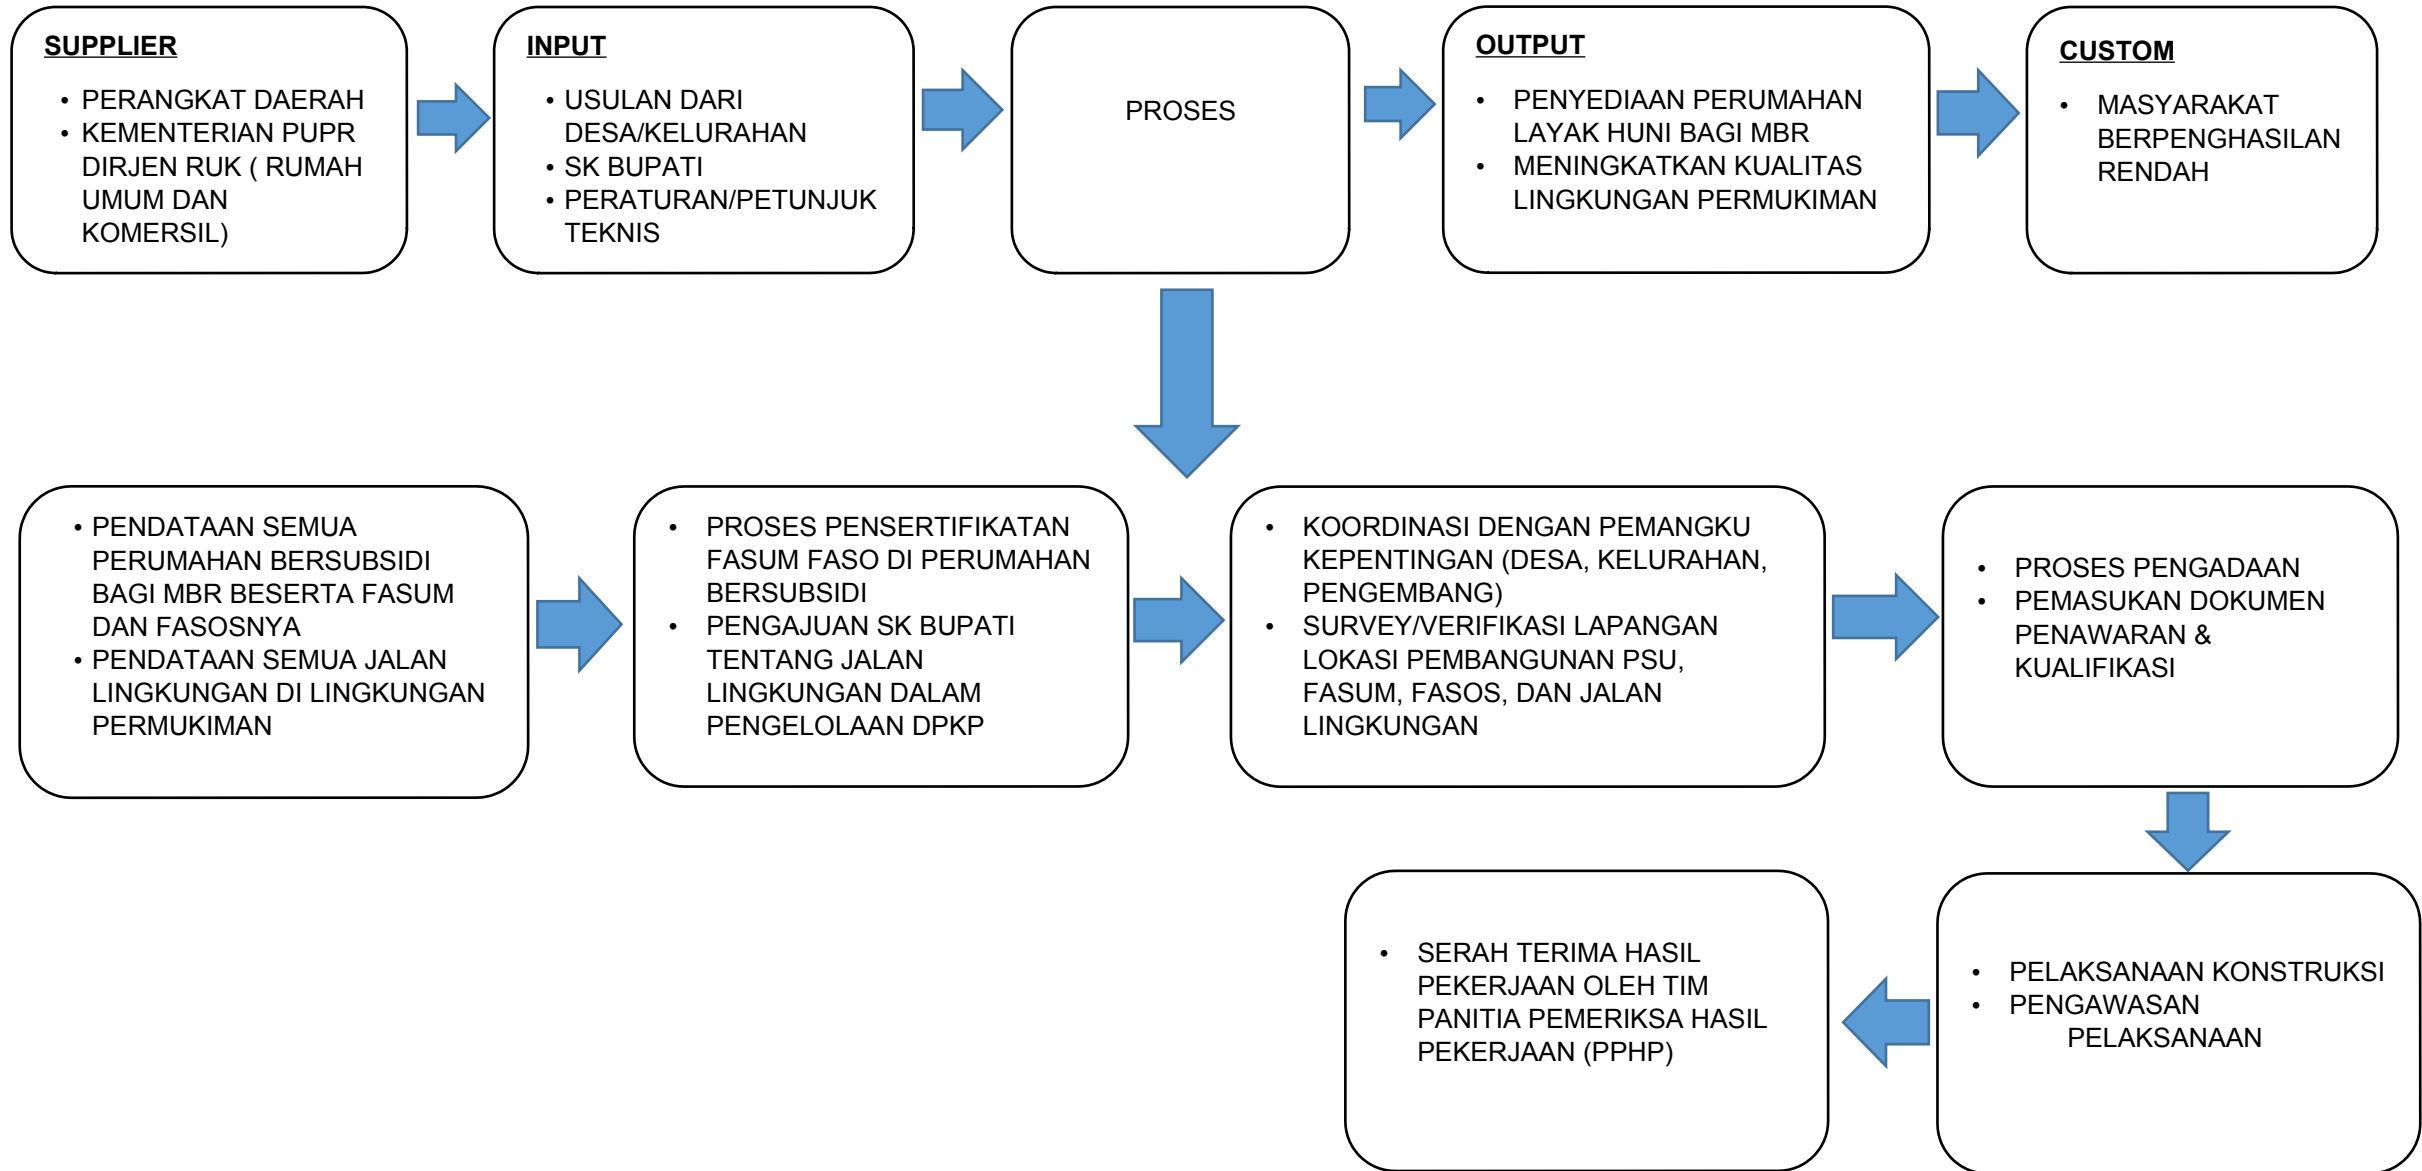 SUPPLIER
• PERANGKAT DAERAH
• KEMENTERIAN PUPR
DIRJEN RUK ( RUMAH
UMUM DAN
KOMERSIL)
INPUT
• USULAN DARI
DESA/KELURAHAN
• SK BUPATI
• PERATURAN/PETUNJUK
TEKNIS
PROSES
OUTPUT
• PENYEDIAAN PERUMAHAN
LAYAK HUNI BAGI MBR
• MENINGKATKAN KUALITAS
LINGKUNGAN PERMUKIMAN
CUSTOM
• MASYARAKAT
BERPENGHASILAN
RENDAH
• PENDATAAN SEMUA
PERUMAHAN BERSUBSIDI
BAGI MBR BESERTA FASUM
DAN FASOSNYA
• PENDATAAN SEMUA JALAN
LINGKUNGAN DI LINGKUNGAN
PERMUKIMAN
• PROSES PENSERTIFIKATAN
FASUM FASO DI PERUMAHAN
BERSUBSIDI
• PENGAJUAN SK BUPATI
TENTANG JALAN
LINGKUNGAN DALAM
PENGELOLAAN DPKP
• KOORDINASI DENGAN PEMANGKU
KEPENTINGAN (DESA, KELURAHAN,
PENGEMBANG)
• SURVEY/VERIFIKASI LAPANGAN
LOKASI PEMBANGUNAN PSU,
FASUM, FASOS, DAN JALAN
LINGKUNGAN
• PROSES PENGADAAN
• PEMASUKAN DOKUMEN
PENAWARAN &
KUALIFIKASI
• PELAKSANAAN KONSTRUKSI
• PENGAWASAN
PELAKSANAAN
• SERAH TERIMA HASIL
PEKERJAAN OLEH TIM
PANITIA PEMERIKSA HASIL
PEKERJAAN (PPHP)